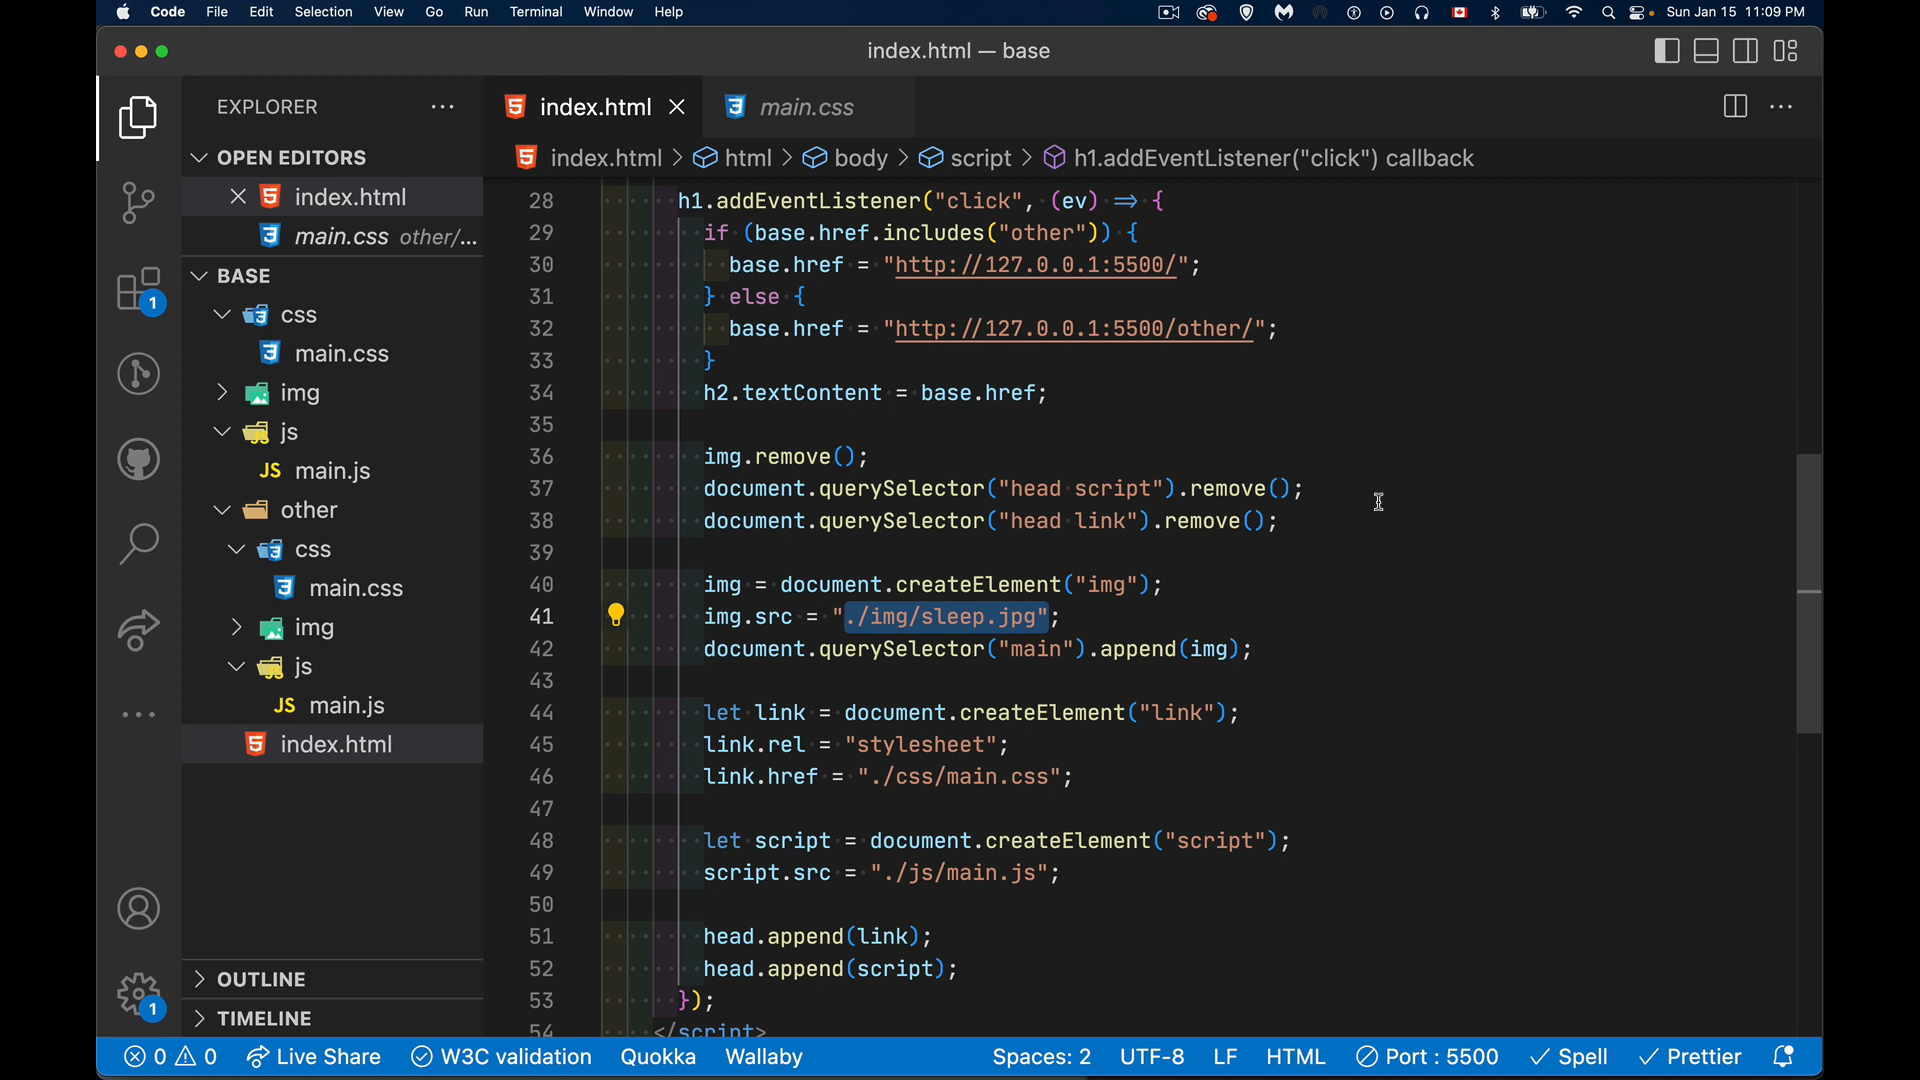 Code File Edit Selection View Go Run Terminal Window Help Sun Jan 15 11:09 PM
index.html — base
EXPLORER
index.html
main.css
OPEN EDITORS
index.html > html > body > script > h1.addEventListener("click") callback
index.html
main.css other/...
BASE
css
main.css
img
js
main.js
other
css
main.css
img
js
main.js
index.html
OUTLINE
TIMELINE
1
1
28 h1.addEventListener("click", (ev) => {
29 if (base.href.includes("other")) {
30 base.href = "http://127.0.0.1:5500/";
31 } else {
32 base.href = "http://127.0.0.1:5500/other/";
33 }
34 h2.textContent = base.href;
35
36 img.remove();
37 document.querySelector("head script").remove();
38 document.querySelector("head link").remove();
39
40 img = document.createElement("img");
41 img.src = "./img/sleep.jpg";
42 document.querySelector("main").append(img);
43
44 let link = document.createElement("link");
45 link.rel = "stylesheet";
46 link.href = "./css/main.css";
47
48 let script = document.createElement("script");
49 script.src = "./js/main.js";
50
51 head.append(link);
52 head.append(script);
53 });
54 </script>
0 0 Live Share W3C validation Quokka Wallaby Spaces: 2 UTF-8 LF HTML Port : 5500 Spell Prettier